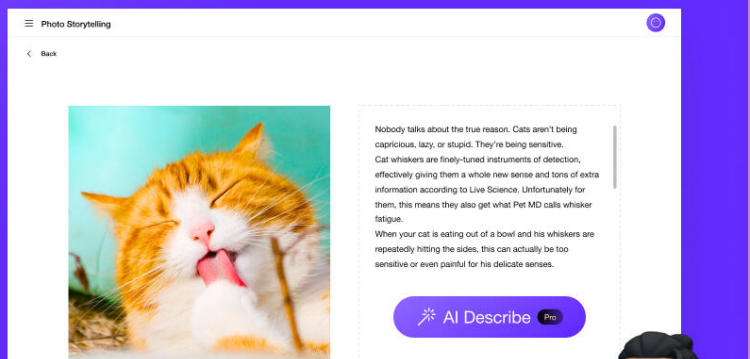 Photo Storytelling
Back
Nobody talks about the true reason. Cats aren't being
capricious, lazy, or stupid. They're being sensitive.
Cat whiskers are finely-tuned instruments of detection,
effectively giving them a whole new sense and tons of extra
information according to Live Science. Unfortunately for
them, this means they also get what Pet MD calls whisker
fatigue.
When your cat is eating out of a bowl and his whiskers are
repeatedly hitting the sides, this can actually be too
sensitive or even painful for his delicate senses.
AI Describe Pro